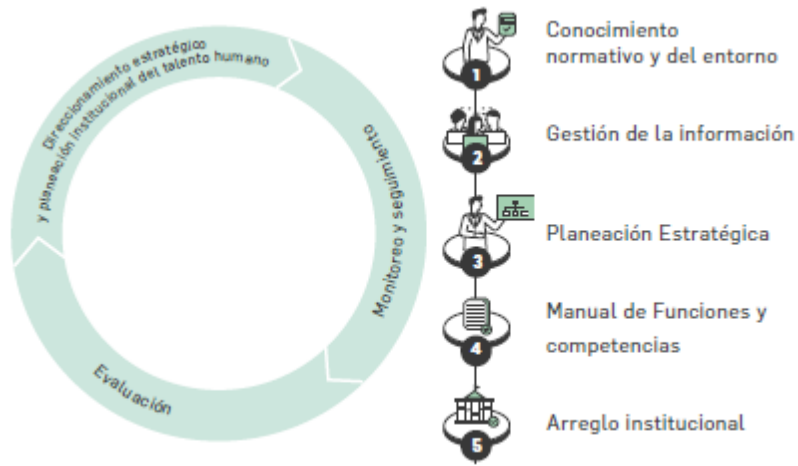 Direccionamiento estratégico
y planeación institucional del talento humano
Monitoreo y seguimiento
Evaluación
1
Conocimiento
normativo y del entorno
2
Gestión de la información
3
Planeación Estratégica
4
Manual de Funciones y
competencias
5
Arreglo institucional